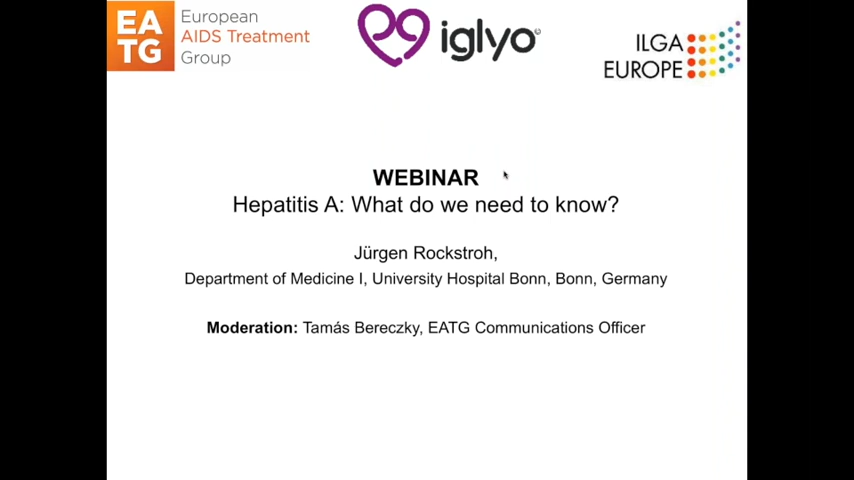 EA
TG
European
AIDS Treatment
Group
iglyo©
ILGA
EUROPE
WEBINAR
Hepatitis A: What do we need to know?
Jürgen Rockstroh,
Department of Medicine I, University Hospital Bonn, Bonn, Germany
Moderation: Tamás Bereczky, EATG Communications Officer